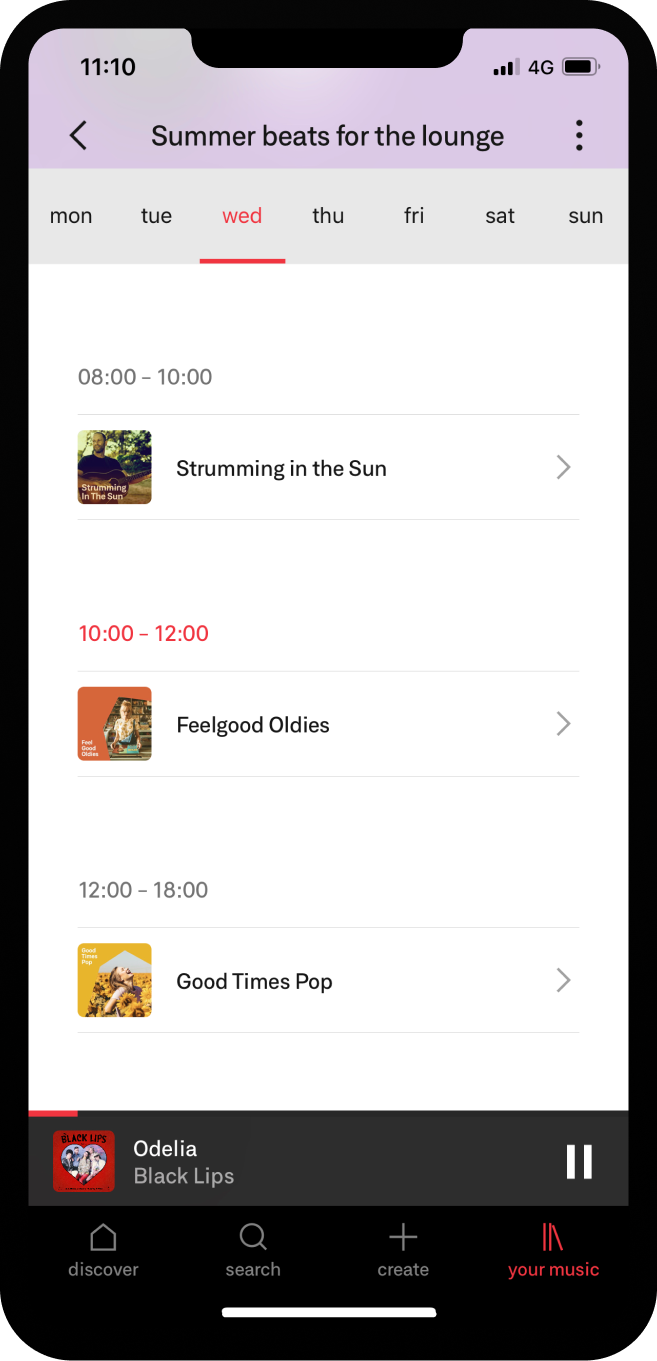 11:10
4G
Summer beats for the lounge
mon tue wed thu fri sat sun
08:00 – 10:00
Strumming
In The Sun
Strumming in the Sun
10:00 – 12:00
Feel
Good
Oldies
Feelgood Oldies
12:00 – 18:00
Good
Times
Pop
Good Times Pop
BLACK LIPS
Odelia
Black Lips
discover search create your music